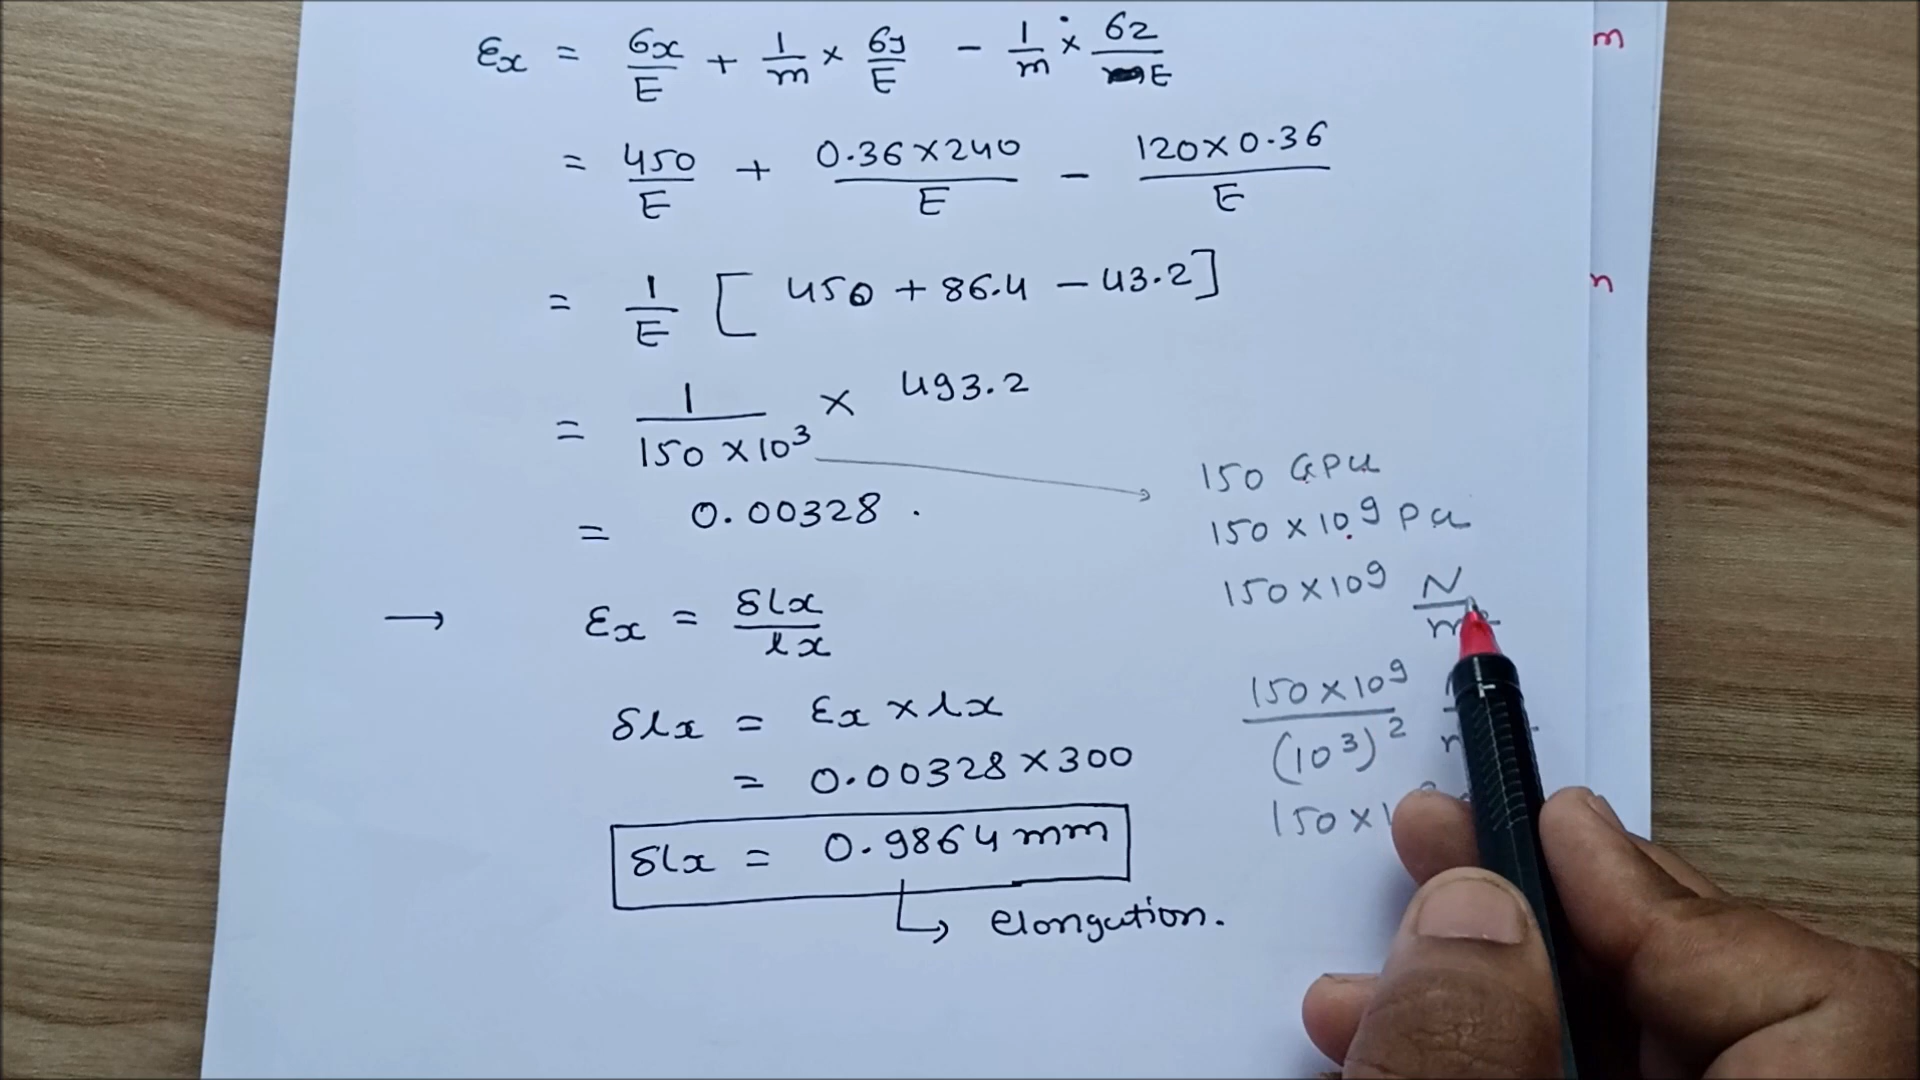 εx = σx/E + 1/m × σy/E - 1/m × σz/E
= 450/E + 0.36×240/E - 120×0.36/E
= 1/E [450 + 86.4 - 43.2]
= 1/150×10³ × 493.2
= 0.00328.
→ εx = δlx/lx
δlx = εx × lx
= 0.00328×300
δlx = 0.9864 mm
↳ elongation.
150 GPa
150×10⁹ Pa
150×10⁹ N/m²
150×10⁹/(10³)²
m
n